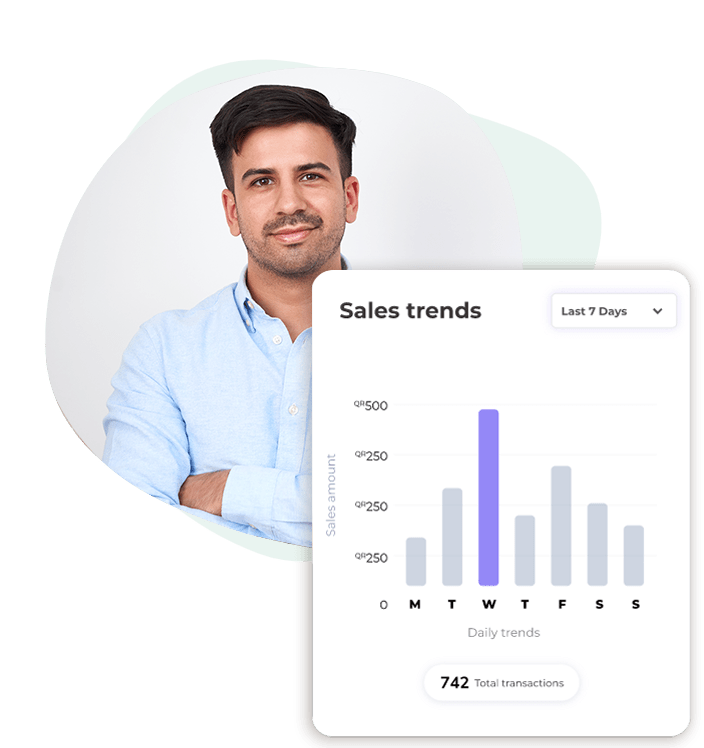 Sales trends
Last 7 Days
QR500
QR250
QR250
QR250
Sales amount
0 M T W T F S S
Daily trends
742 Total transactions